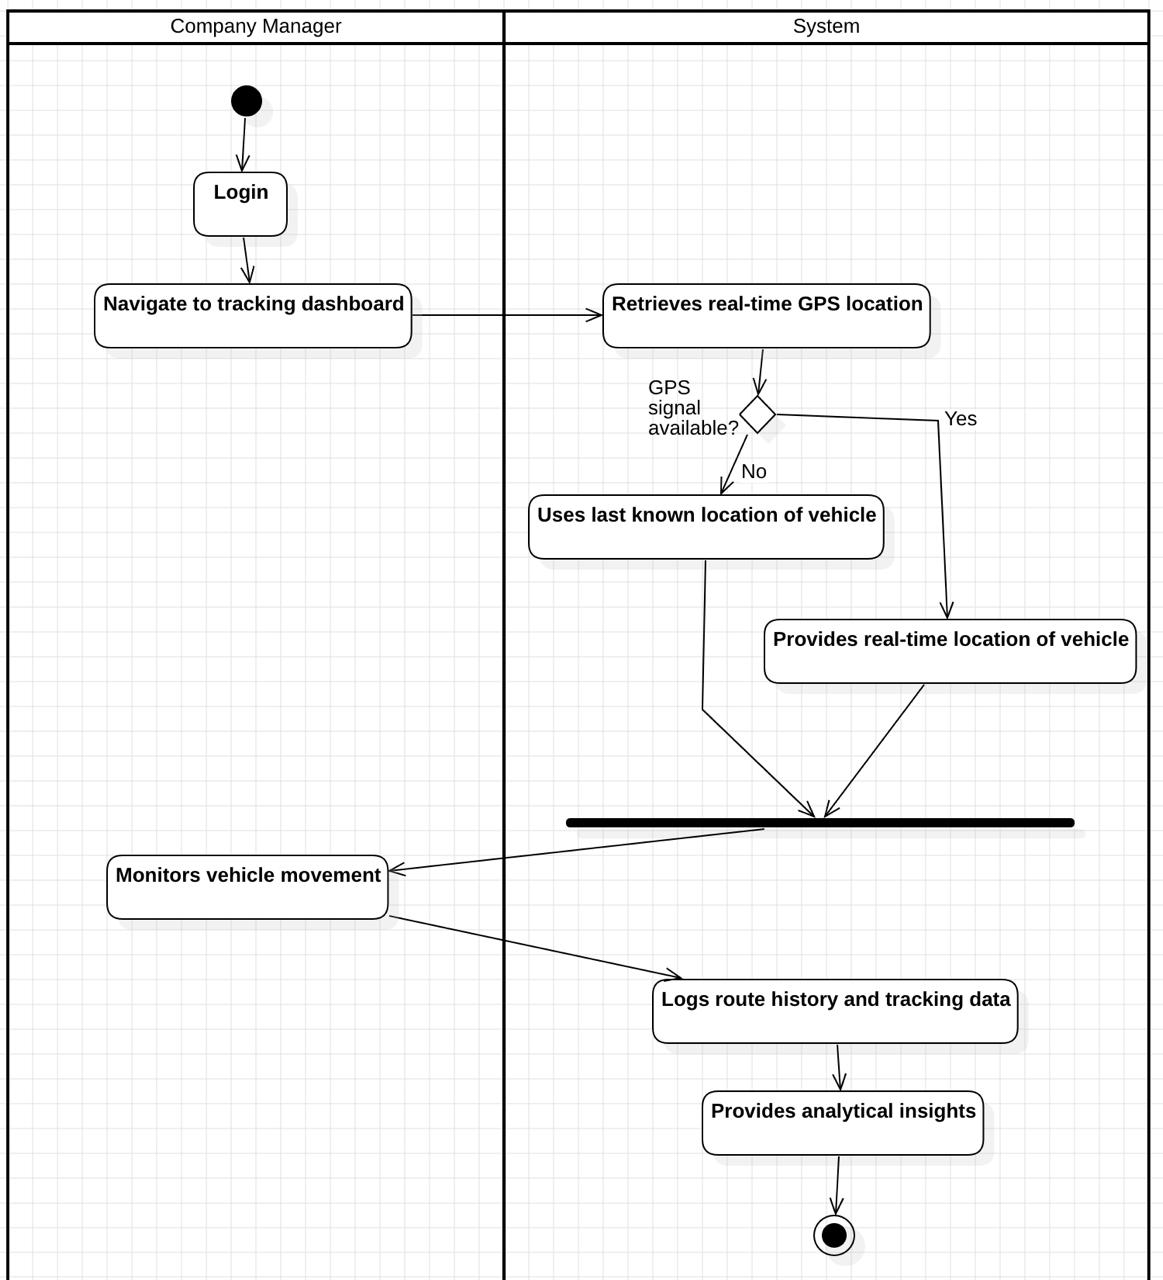 Company Manager
System
Login
Navigate to tracking dashboard
Retrieves real-time GPS location
GPS
signal
available?
Yes
No
Uses last known location of vehicle
Provides real-time location of vehicle
Monitors vehicle movement
Logs route history and tracking data
Provides analytical insights